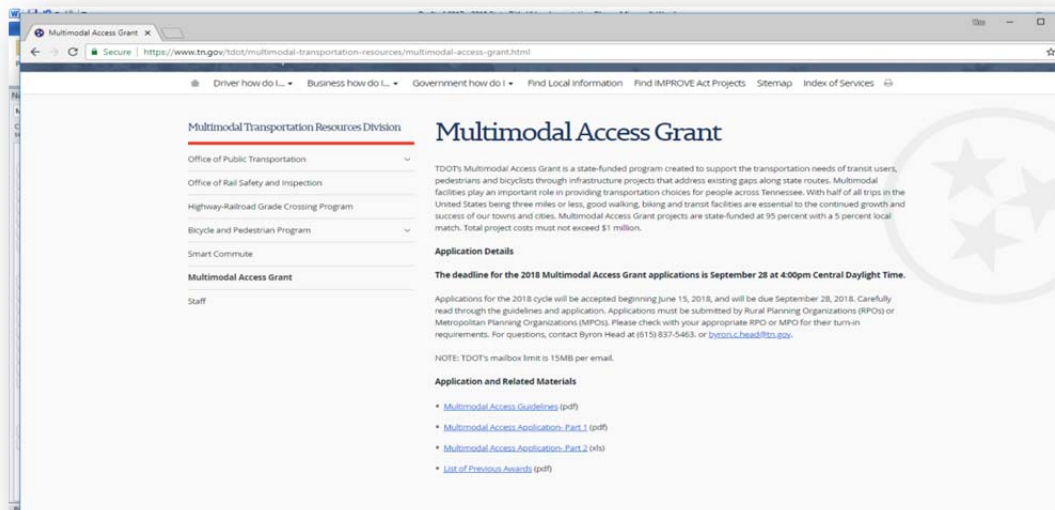 Multimodal Access Grant
Secure | https://www.tn.gov/tdot/multimodal-transportation-resources/multimodal-access-grant.html
Driver how do I... Business how do I... Government how do I Find Local Information Find IMPROVE Act Projects Sitemap Index of Services
Multimodal Transportation Resources Division
Office of Public Transportation
Office of Rail Safety and Inspection
Highway-Railroad Grade Crossing Program
Bicycle and Pedestrian Program
Smart Commute
Multimodal Access Grant
Staff
Multimodal Access Grant
TDOT's Multimodal Access Grant is a state-funded program created to support the transportation needs of transit users,
pedestrians and bicyclists through infrastructure projects that address existing gaps along state routes. Multimodal
facilities play an important role in providing transportation choices for people across Tennessee. With half of all trips in the
United States being three miles or less, good walking, biking and transit facilities are essential to the continued growth and
success of our towns and cities. Multimodal Access Grant projects are state-funded at 95 percent with a 5 percent local
match. Total project costs must not exceed $1 million.
Application Details
The deadline for the 2018 Multimodal Access Grant applications is September 28 at 4:00pm Central Daylight Time.
Applications for the 2018 cycle will be accepted beginning June 15, 2018, and will be due September 28, 2018. Carefully
read through the guidelines and application. Applications must be submitted by Rural Planning Organizations (RPOs) or
Metropolitan Planning Organizations (MPOs). Please check with your appropriate RPO or MPO for their turn-in
requirements. For questions, contact Byron Head at (615) 837-5463. or byron.c.head@tn.gov.
NOTE: TDOT's mailbox limit is 15MB per email.
Application and Related Materials
• Multimodal Access Guidelines (pdf)
• Multimodal Access Application- Part 1 (pdf)
• Multimodal Access Application- Part 2 (xls)
• List of Previous Awards (pdf)